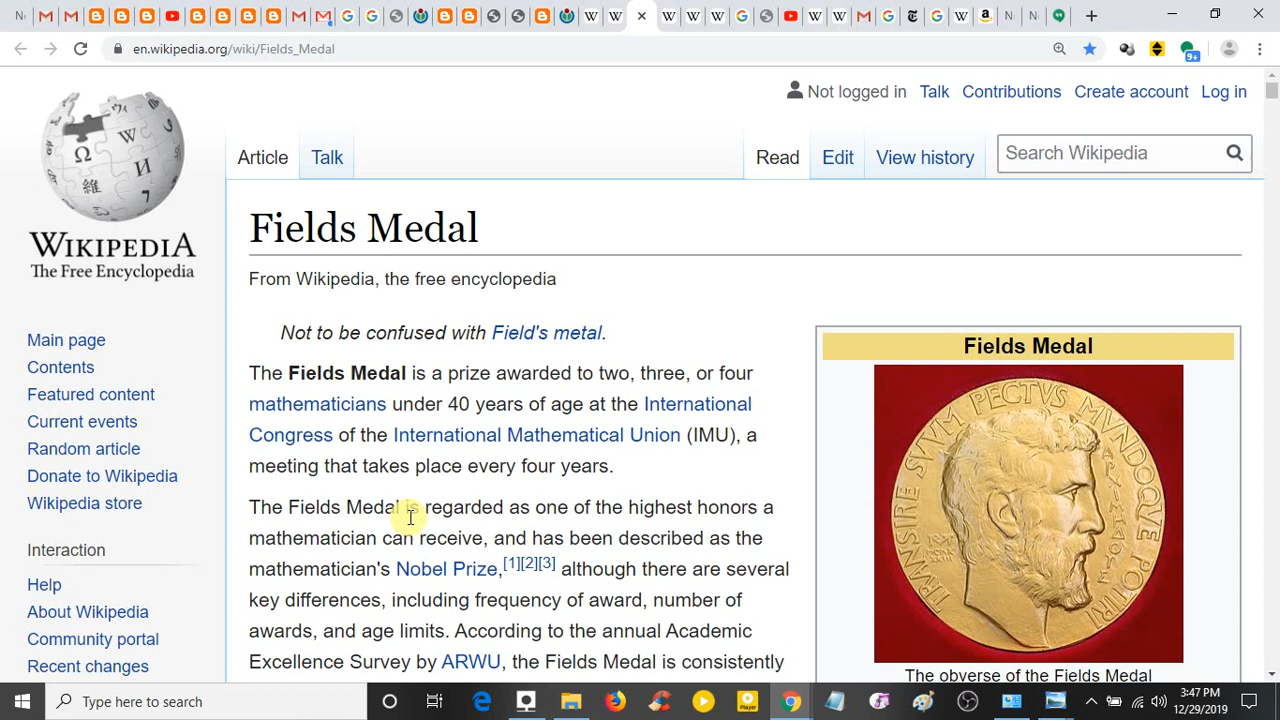 en.wikipedia.org/wiki/Fields_Medal
9+
Not logged in Talk Contributions Create account Log in
Article Talk Read Edit View history Search Wikipedia
WIKIPEDIA
The Free Encyclopedia
Main page
Contents
Featured content
Current events
Random article
Donate to Wikipedia
Wikipedia store
Interaction
Help
About Wikipedia
Community portal
Recent changes
Fields Medal
From Wikipedia, the free encyclopedia
Not to be confused with Field's metal.
The Fields Medal is a prize awarded to two, three, or four
mathematicians under 40 years of age at the International
Congress of the International Mathematical Union (IMU), a
meeting that takes place every four years.
The Fields Medal is regarded as one of the highest honors a
mathematician can receive, and has been described as the
mathematician's Nobel Prize,[1][2][3] although there are several
key differences, including frequency of award, number of
awards, and age limits. According to the annual Academic
Excellence Survey by ARWU, the Fields Medal is consistently
Fields Medal
TRANSIRE SVVM PECTVS MVNDOQVE POTIRI
The obverse of the Fields Medal
Type here to search
Player
3:47 PM
12/29/2019